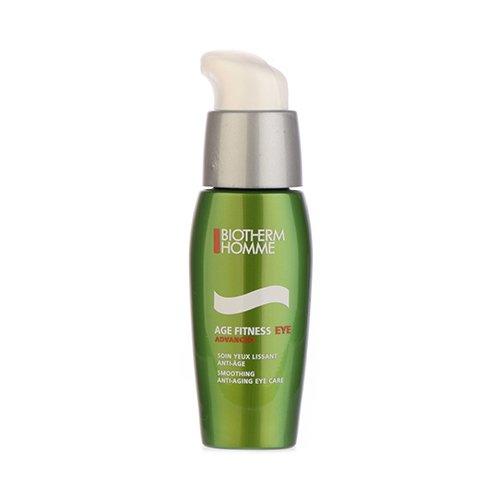 BIOTHERM
HOMME
AGE FITNESS EYE
ADVANCED
SOIN YEUX LISSANT
ANTI-ÂGE
SMOOTHING
ANTI-AGING EYE CARE